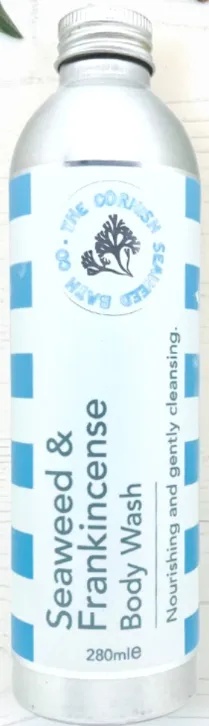 THE CORNISH SEAWEED BATH CO.
Seaweed &
Frankincense
Body Wash
Nourishing and gently cleansing.
280ml℮